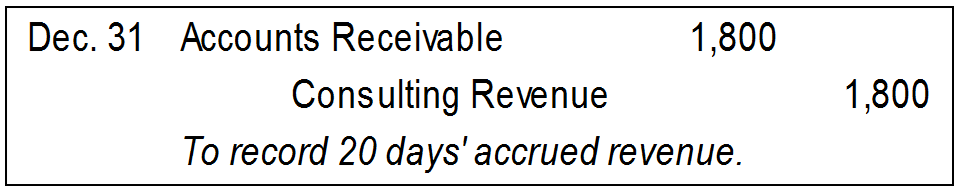 Dec. 31 Accounts Receivable 1,800
Consulting Revenue 1,800
To record 20 days' accrued revenue.